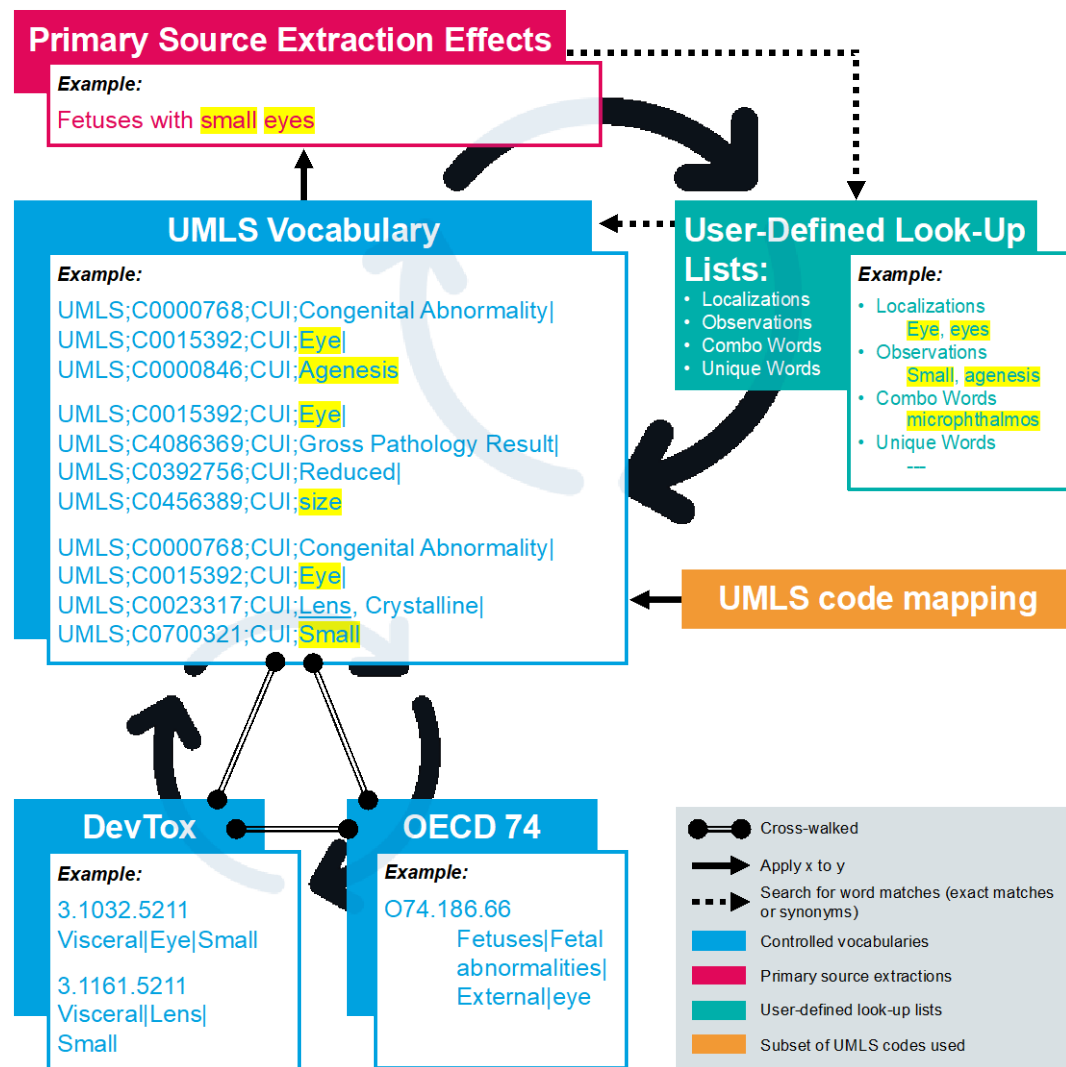 Primary Source Extraction Effects
Example:
Fetuses with small eyes
UMLS Vocabulary
Example:
UMLS;C0000768;CUI;Congenital Abnormality|
UMLS;C0015392;CUI;Eye|
UMLS;C0000846;CUI;Agenesis
UMLS;C0015392;CUI;Eye|
UMLS;C4086369;CUI;Gross Pathology Result|
UMLS;C0392756;CUI;Reduced|
UMLS;C0456389;CUI;size
UMLS;C0000768;CUI;Congenital Abnormality|
UMLS;C0015392;CUI;Eye|
UMLS;C0023317;CUI;Lens, Crystalline|
UMLS;C0700321;CUI;Small
User-Defined Look-Up
Lists:
• Localizations
• Observations
• Combo Words
• Unique Words
Example:
• Localizations
Eye, eyes
• Observations
Small, agenesis
• Combo Words
microphthalmos
• Unique Words
---
UMLS code mapping
DevTox
Example:
3.1032.5211
Visceral|Eye|Small
3.1161.5211
Visceral|Lens|
Small
OECD 74
Example:
O74.186.66
Fetuses|Fetal
abnormalities|
External|eye
Cross-walked
Apply x to y
Search for word matches (exact matches
or synonyms)
Controlled vocabularies
Primary source extractions
User-defined look-up lists
Subset of UMLS codes used